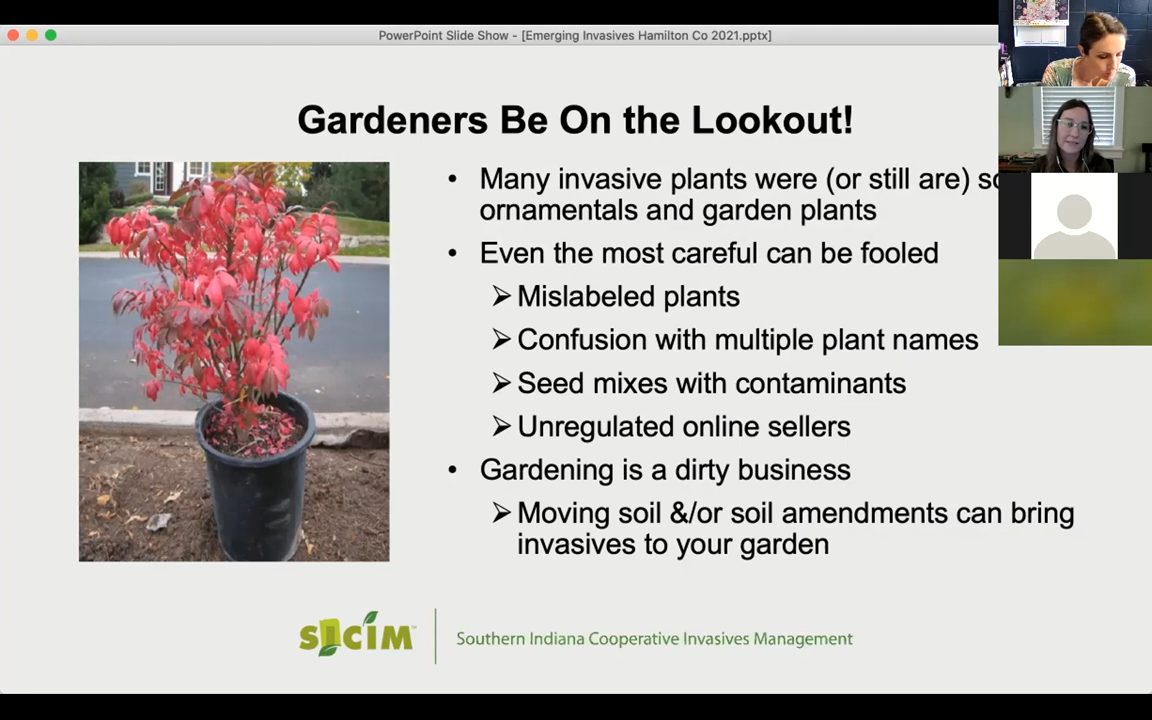 PowerPoint Slide Show - [Emerging Invasives Hamilton Co 2021.pptx]
Gardeners Be On the Lookout!
• Many invasive plants were (or still are)
ornamentals and garden plants
• Even the most careful can be fooled
➢ Mislabeled plants
➢ Confusion with multiple plant names
➢ Seed mixes with contaminants
➢ Unregulated online sellers
• Gardening is a dirty business
➢ Moving soil &/or soil amendments can bring
invasives to your garden
SICIM™
Southern Indiana Cooperative Invasives Management